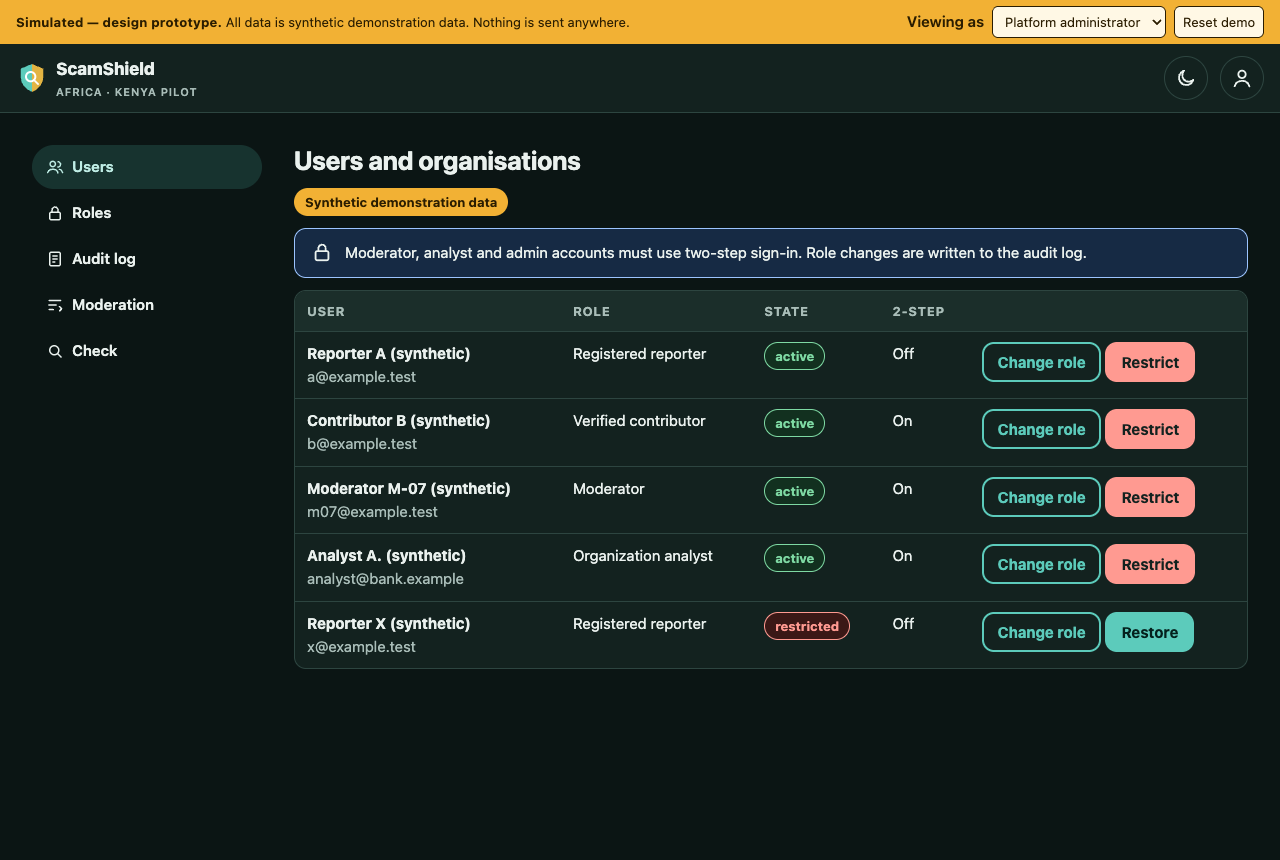 Simulated — design prototype. All data is synthetic demonstration data. Nothing is sent anywhere.
Viewing as
Platform administrator
Reset demo
ScamShield
AFRICA · KENYA PILOT
Users
Roles
Audit log
Moderation
Check
Users and organisations
Synthetic demonstration data
Moderator, analyst and admin accounts must use two-step sign-in. Role changes are written to the audit log.
USER ROLE STATE 2-STEP
Reporter A (synthetic) Registered reporter active Off Change role Restrict
a@example.test
Contributor B (synthetic) Verified contributor active On Change role Restrict
b@example.test
Moderator M-07 (synthetic) Moderator active On Change role Restrict
m07@example.test
Analyst A. (synthetic) Organization analyst active On Change role Restrict
analyst@bank.example
Reporter X (synthetic) Registered reporter restricted Off Change role Restore
x@example.test